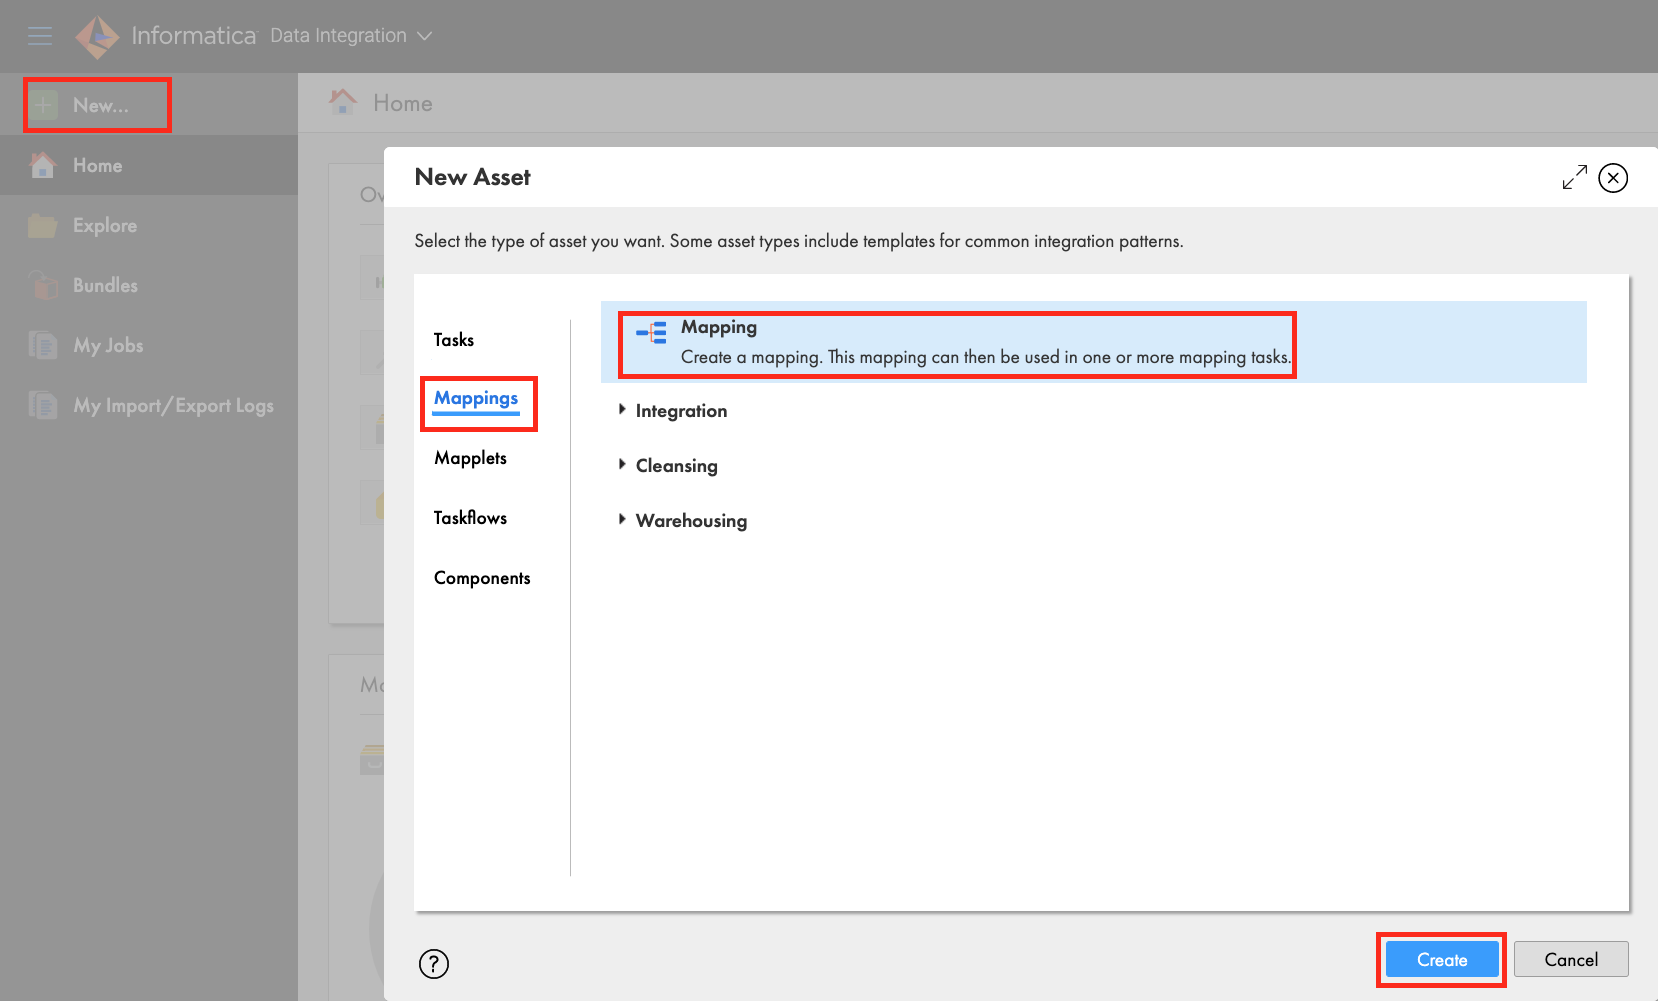 Informatica Data Integration
New...
Home
Home
Explore
Bundles
My Jobs
My Import/Export Logs
New Asset
Select the type of asset you want. Some asset types include templates for common integration patterns.
Tasks
Mappings
Mapplets
Taskflows
Components
Mapping
Create a mapping. This mapping can then be used in one or more mapping tasks.
Integration
Cleansing
Warehousing
?
Create
Cancel